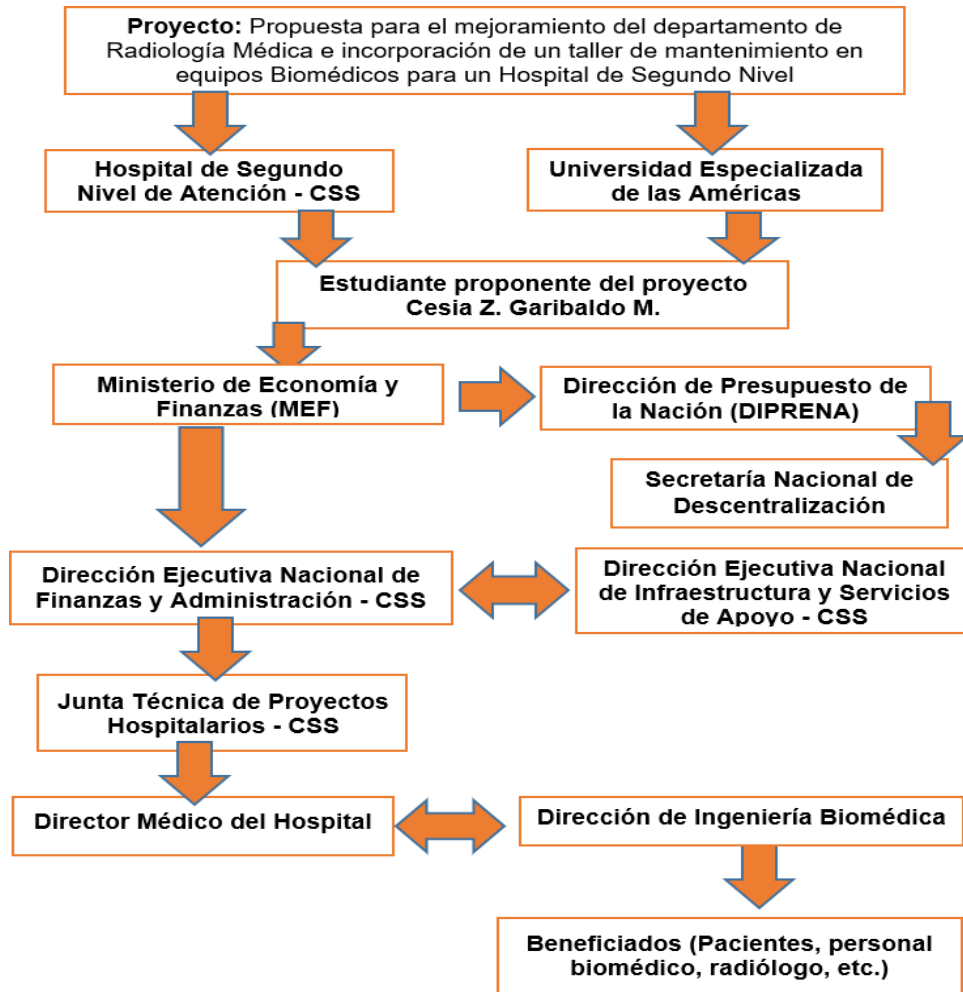 Proyecto: Propuesta para el mejoramiento del departamento de
Radiología Médica e incorporación de un taller de mantenimiento en
equipos Biomédicos para un Hospital de Segundo Nivel
Hospital de Segundo
Nivel de Atención - CSS
Universidad Especializada
de las Américas
Estudiante proponente del proyecto
Cesia Z. Garibaldo M.
Ministerio de Economía y
Finanzas (MEF)
Dirección de Presupuesto de
la Nación (DIPRENA)
Secretaría Nacional de
Descentralización
Dirección Ejecutiva Nacional de
Finanzas y Administración - CSS
Dirección Ejecutiva Nacional
de Infraestructura y Servicios
de Apoyo - CSS
Junta Técnica de Proyectos
Hospitalarios - CSS
Director Médico del Hospital
Dirección de Ingeniería Biomédica
Beneficiados (Pacientes, personal
biomédico, radiólogo, etc.)